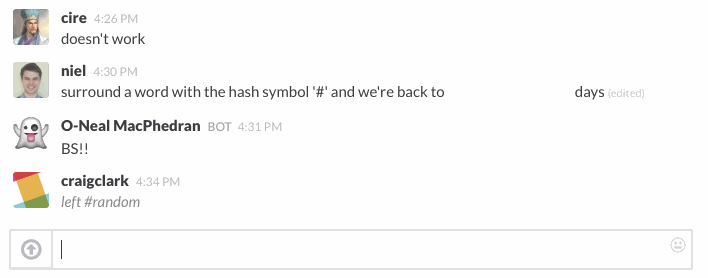 cire 4:26 PM
doesn't work
niel 4:30 PM
surround a word with the hash symbol '#' and we're back to days (edited)
O-Neal MacPhedran BOT 4:31 PM
BS!!
craigclark 4:34 PM
left #random